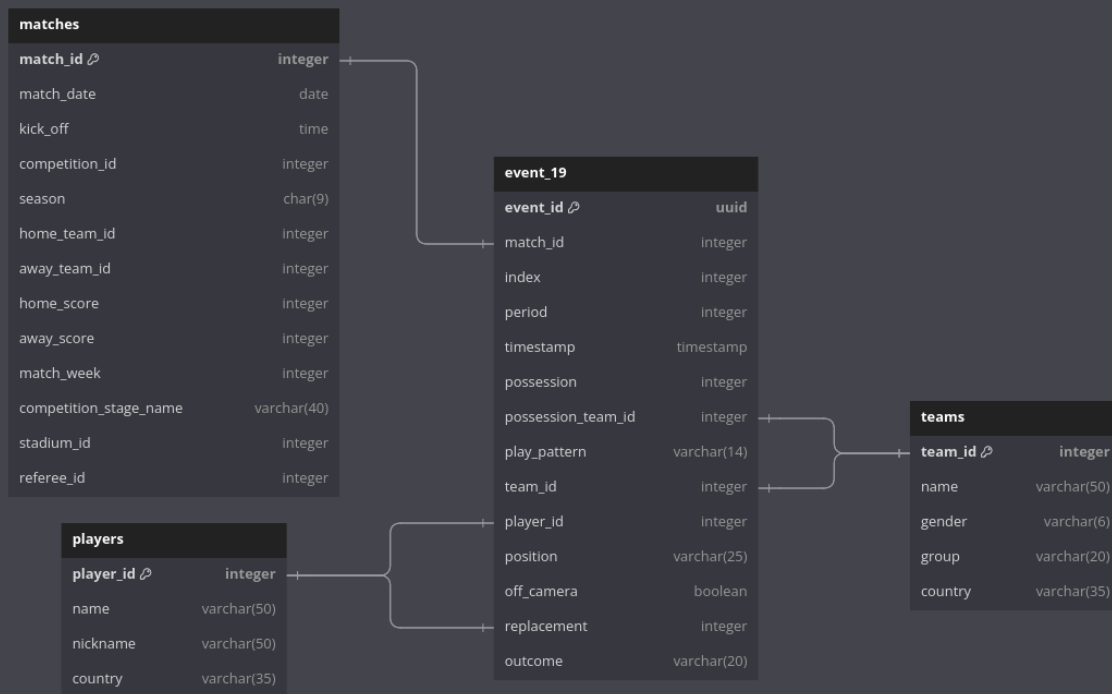 matches
match_id integer
match_date date
kick_off time
competition_id integer
season char(9)
home_team_id integer
away_team_id integer
home_score integer
away_score integer
match_week integer
competition_stage_name varchar(40)
stadium_id integer
referee_id integer
players
player_id integer
name varchar(50)
nickname varchar(50)
country varchar(35)
event_19
event_id uuid
match_id integer
index integer
period integer
timestamp timestamp
possession integer
possession_team_id integer
play_pattern varchar(14)
team_id integer
player_id integer
position varchar(25)
off_camera boolean
replacement integer
outcome varchar(20)
teams
team_id integer
name varchar(50)
gender varchar(6)
group varchar(20)
country varchar(35)